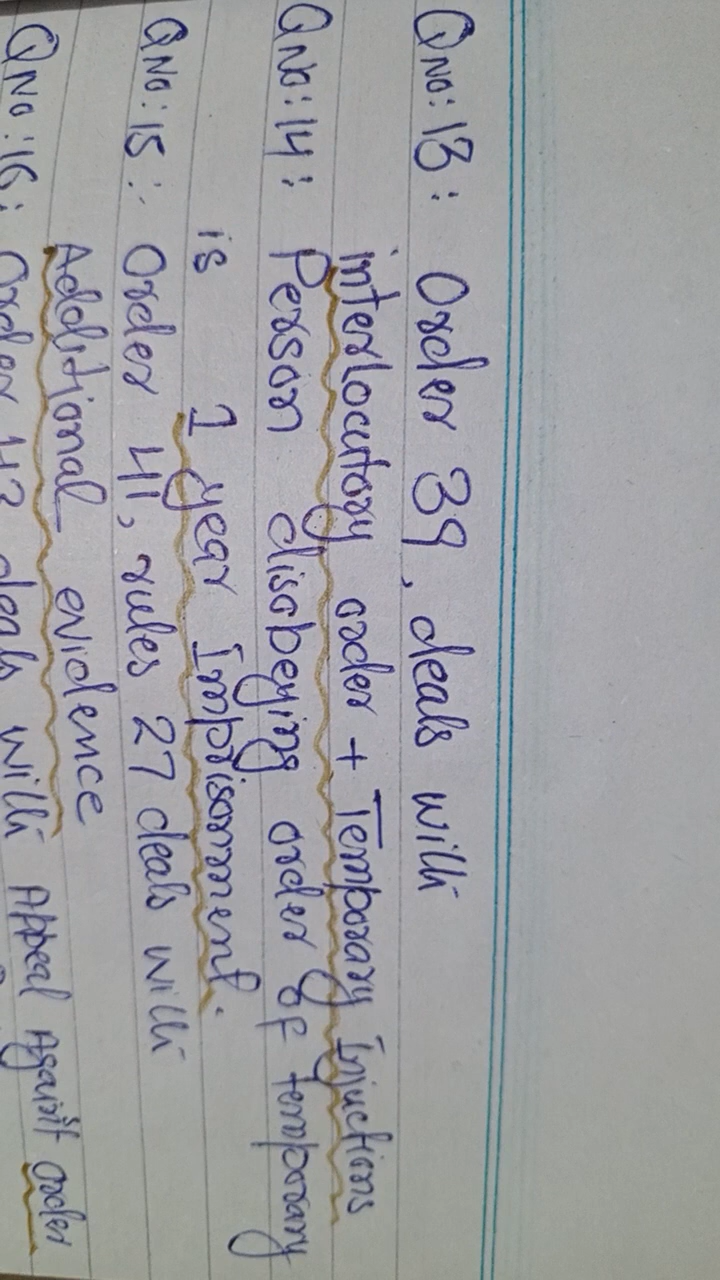 QNo: 13: Order 39, deals with
interlocutory order + Temporary Injuctions
QNo: 14: Person disobeying order of temporary
is 1 year Imprisonment.
QNo: 15: Order 41, rules 27 deals with
Additional evidence
QNo: 16: Order 43 deals with Appeal Against order